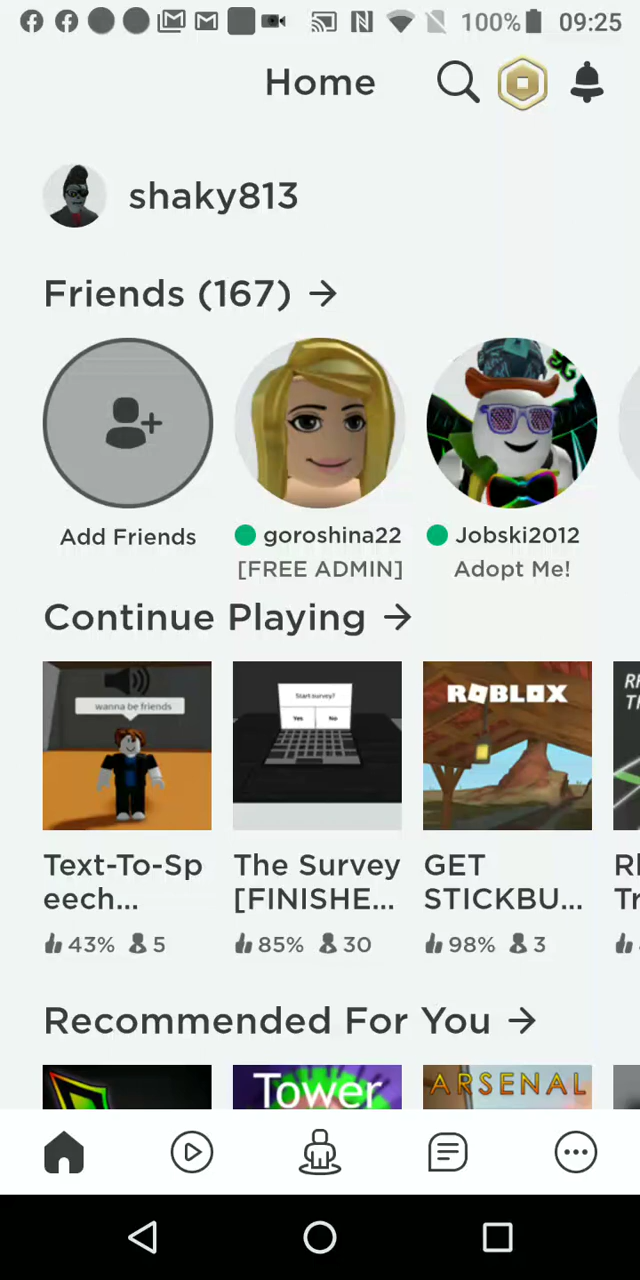 100% 09:25
Home
shaky813
Friends (167) →
Add Friends
goroshina22
Jobski2012
[FREE ADMIN]
Adopt Me!
Continue Playing →
wanna be friends
Start survey?
Yes No
ROBLOX
Text-To-Sp
eech...
The Survey
[FINISHE...
GET
STICKBU...
43% 5
85% 30
98% 3
Recommended For You →
Tower
ARSENAL